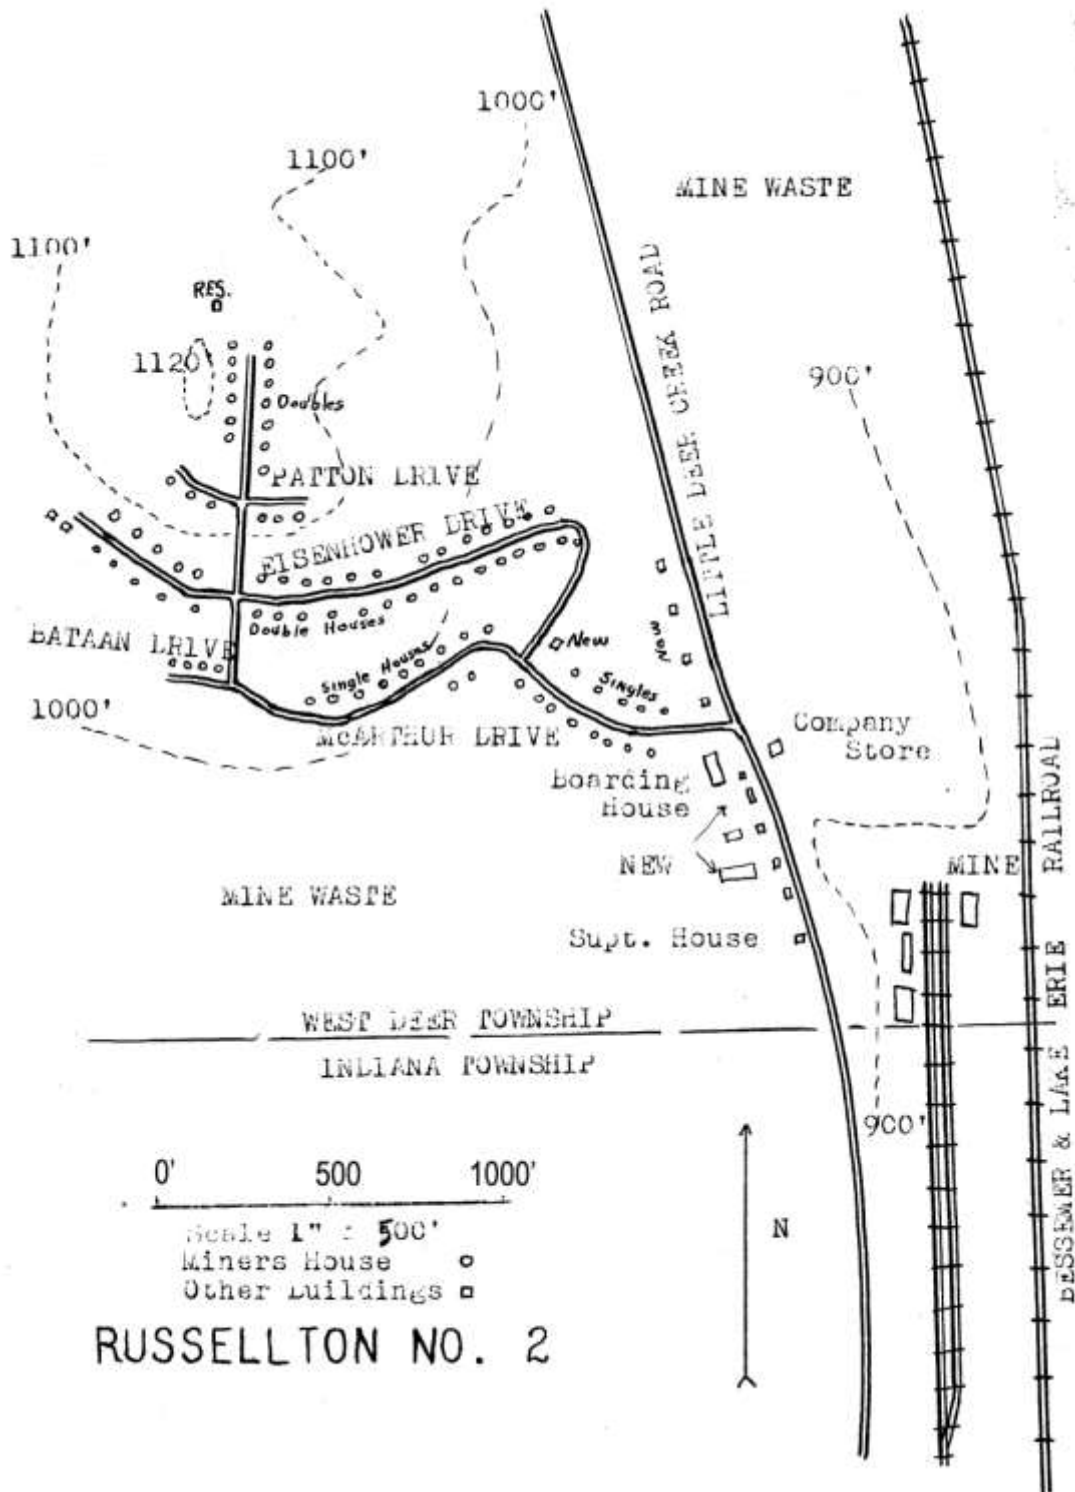 1000'
1100'
MINE WASTE
1100'
RES.
LITTLE DEER CREEK ROAD
1120'
900'
Doubles
PATTON DRIVE
EISENHOWER DRIVE
Double Houses
BATAAN DRIVE
New
New
Single Houses
Singles
1000'
McARTHUR DRIVE
Company
Store
Boarding
House
NEW
MINE
MINE WASTE
Supt. House
BESSEMER & LAKE ERIE RAILROAD
WEST DEER TOWNSHIP
INDIANA TOWNSHIP
900'
0' 500 1000'
Scale 1" = 500'
Miners House
Other Buildings
N
RUSSELLTON NO. 2